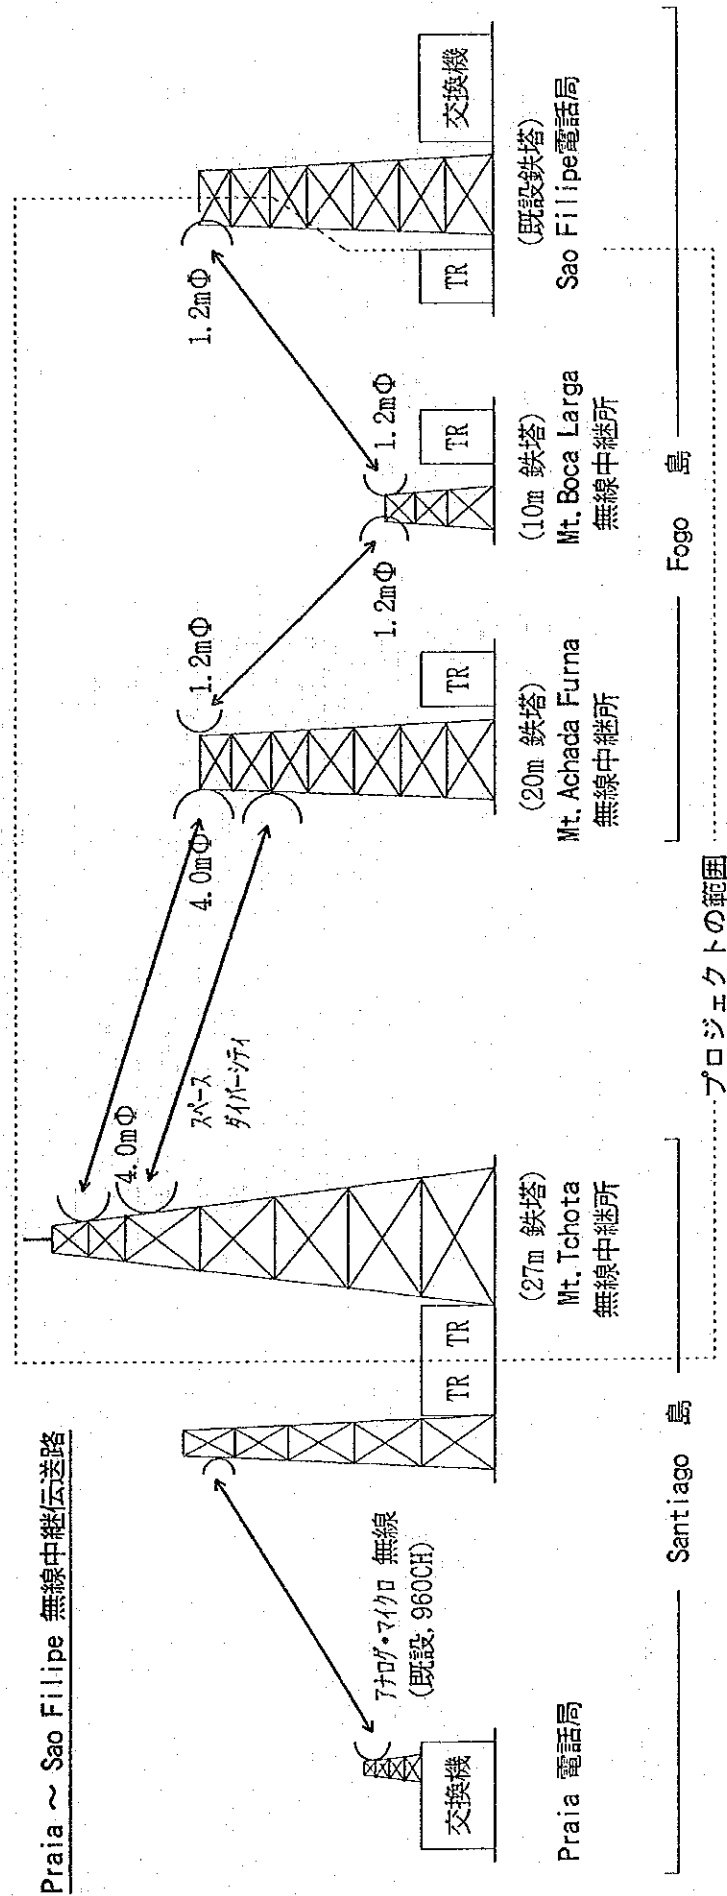 Praia ～ Sao Filipe 無線中継伝送路
アナログ・マイクロ 無線
(既設, 960CH)
交換機
Praia 電話局
TR
TR
(27m 鉄塔)
Mt. Tchota
無線中継所
Santiago 島
4.0mΦ
スペース
ダイバーシティ
4.0mΦ
1.2mΦ
TR
(20m 鉄塔)
Mt. Achada Furna
無線中継所
1.2mΦ
1.2mΦ
TR
(10m 鉄塔)
Mt. Boca Larga
無線中継所
1.2mΦ
TR
交換機
(既設鉄塔)
Sao Filipe電話局
Fogo 島
プロジェクトの範囲